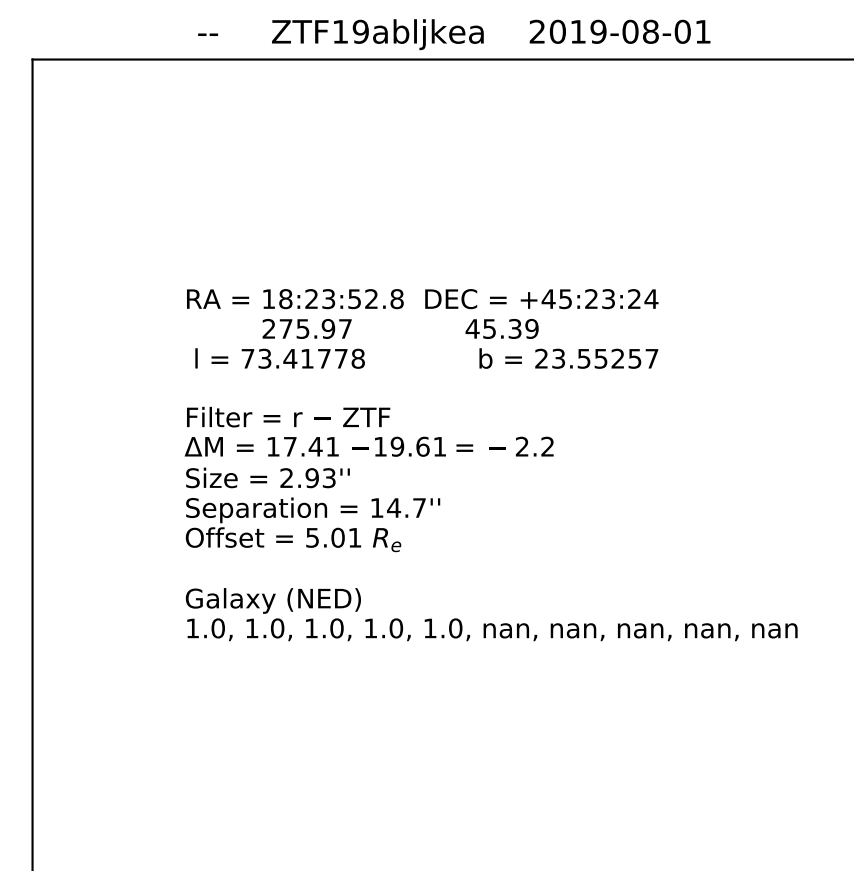 -- ZTF19abljkea 2019-08-01
RA = 18:23:52.8 DEC = +45:23:24
275.97 45.39
l = 73.41778 b = 23.55257
Filter = r − ZTF
ΔM = 17.41 −19.61 = − 2.2
Size = 2.93''
Separation = 14.7''
Offset = 5.01 Re
Galaxy (NED)
1.0, 1.0, 1.0, 1.0, 1.0, nan, nan, nan, nan, nan